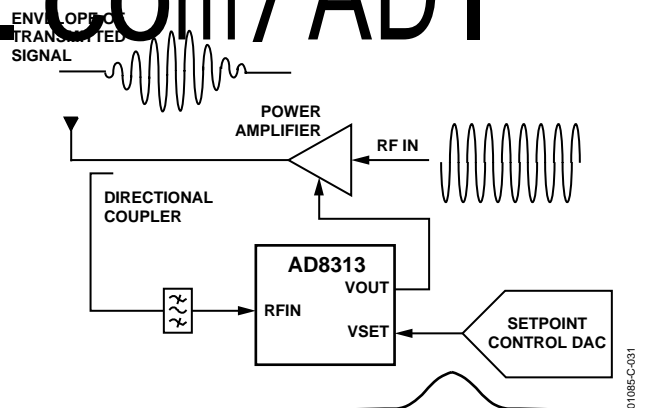 ENVELOPE OF
TRANSMITTED
SIGNAL
POWER
AMPLIFIER
RF IN
DIRECTIONAL
COUPLER
AD8313
VOUT
RFIN
VSET
SETPOINT
CONTROL DAC
01085-C-031